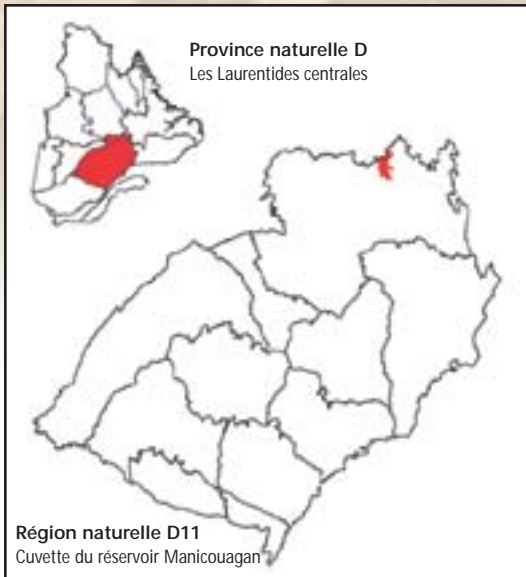 Province naturelle D
Les Laurentides centrales
Région naturelle D11
Cuvette du réservoir Manicouagan